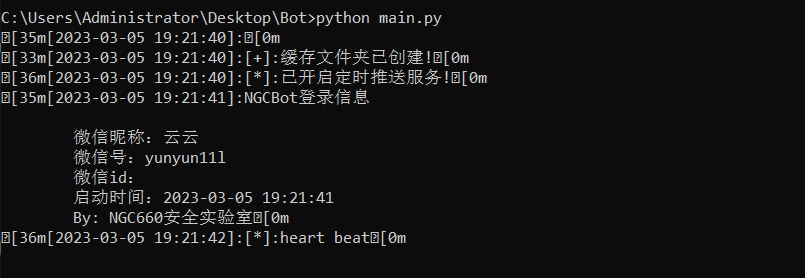 C:\Users\Administrator\Desktop\Bot>python main.py
[35m[2023-03-05 19:21:40]:[0m
[33m[2023-03-05 19:21:40]:[+]:缓存文件夹已创建![0m
[36m[2023-03-05 19:21:40]:[*]:已开启定时推送服务![0m
[35m[2023-03-05 19:21:41]:NGCBot登录信息
微信昵称：云云
微信号：yunyun11l
微信id：
启动时间：2023-03-05 19:21:41
By: NGC660安全实验室[0m
[36m[2023-03-05 19:21:42]:[*]:heart beat[0m